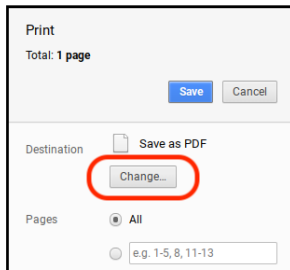 Print
Total: 1 page
Save Cancel
Destination Save as PDF
Change...
Pages All
e.g. 1-5, 8, 11-13